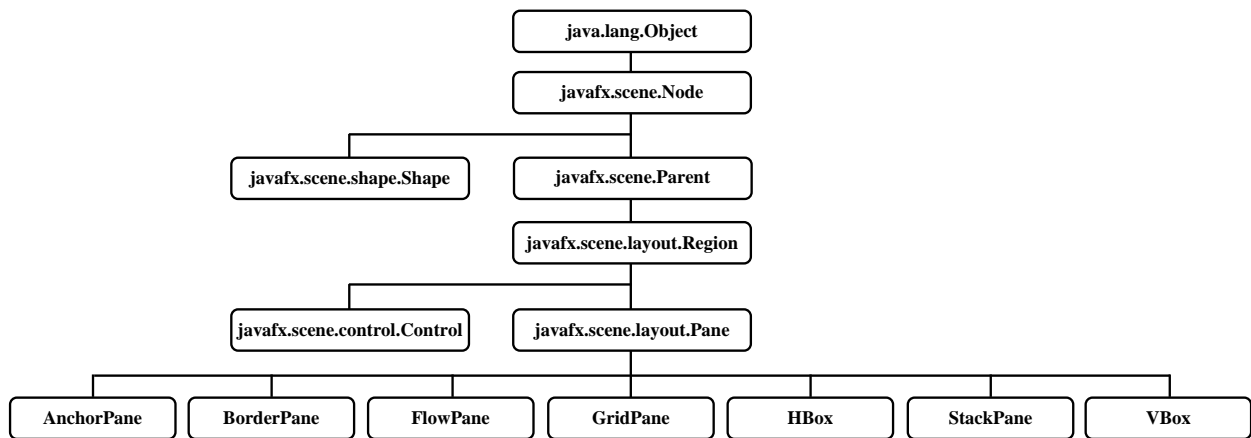 java.lang.Object
javafx.scene.Node
javafx.scene.shape.Shape
javafx.scene.Parent
javafx.scene.layout.Region
javafx.scene.control.Control
javafx.scene.layout.Pane
AnchorPane
BorderPane
FlowPane
GridPane
HBox
StackPane
VBox